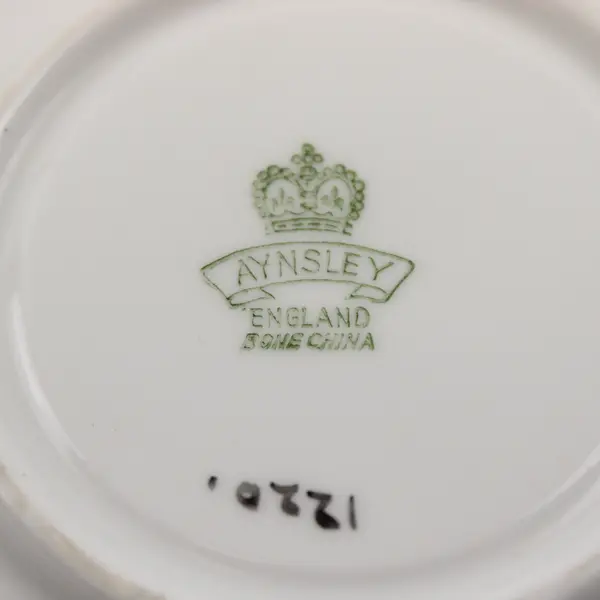 AYNSLEY
ENGLAND
BONE CHINA
1220.